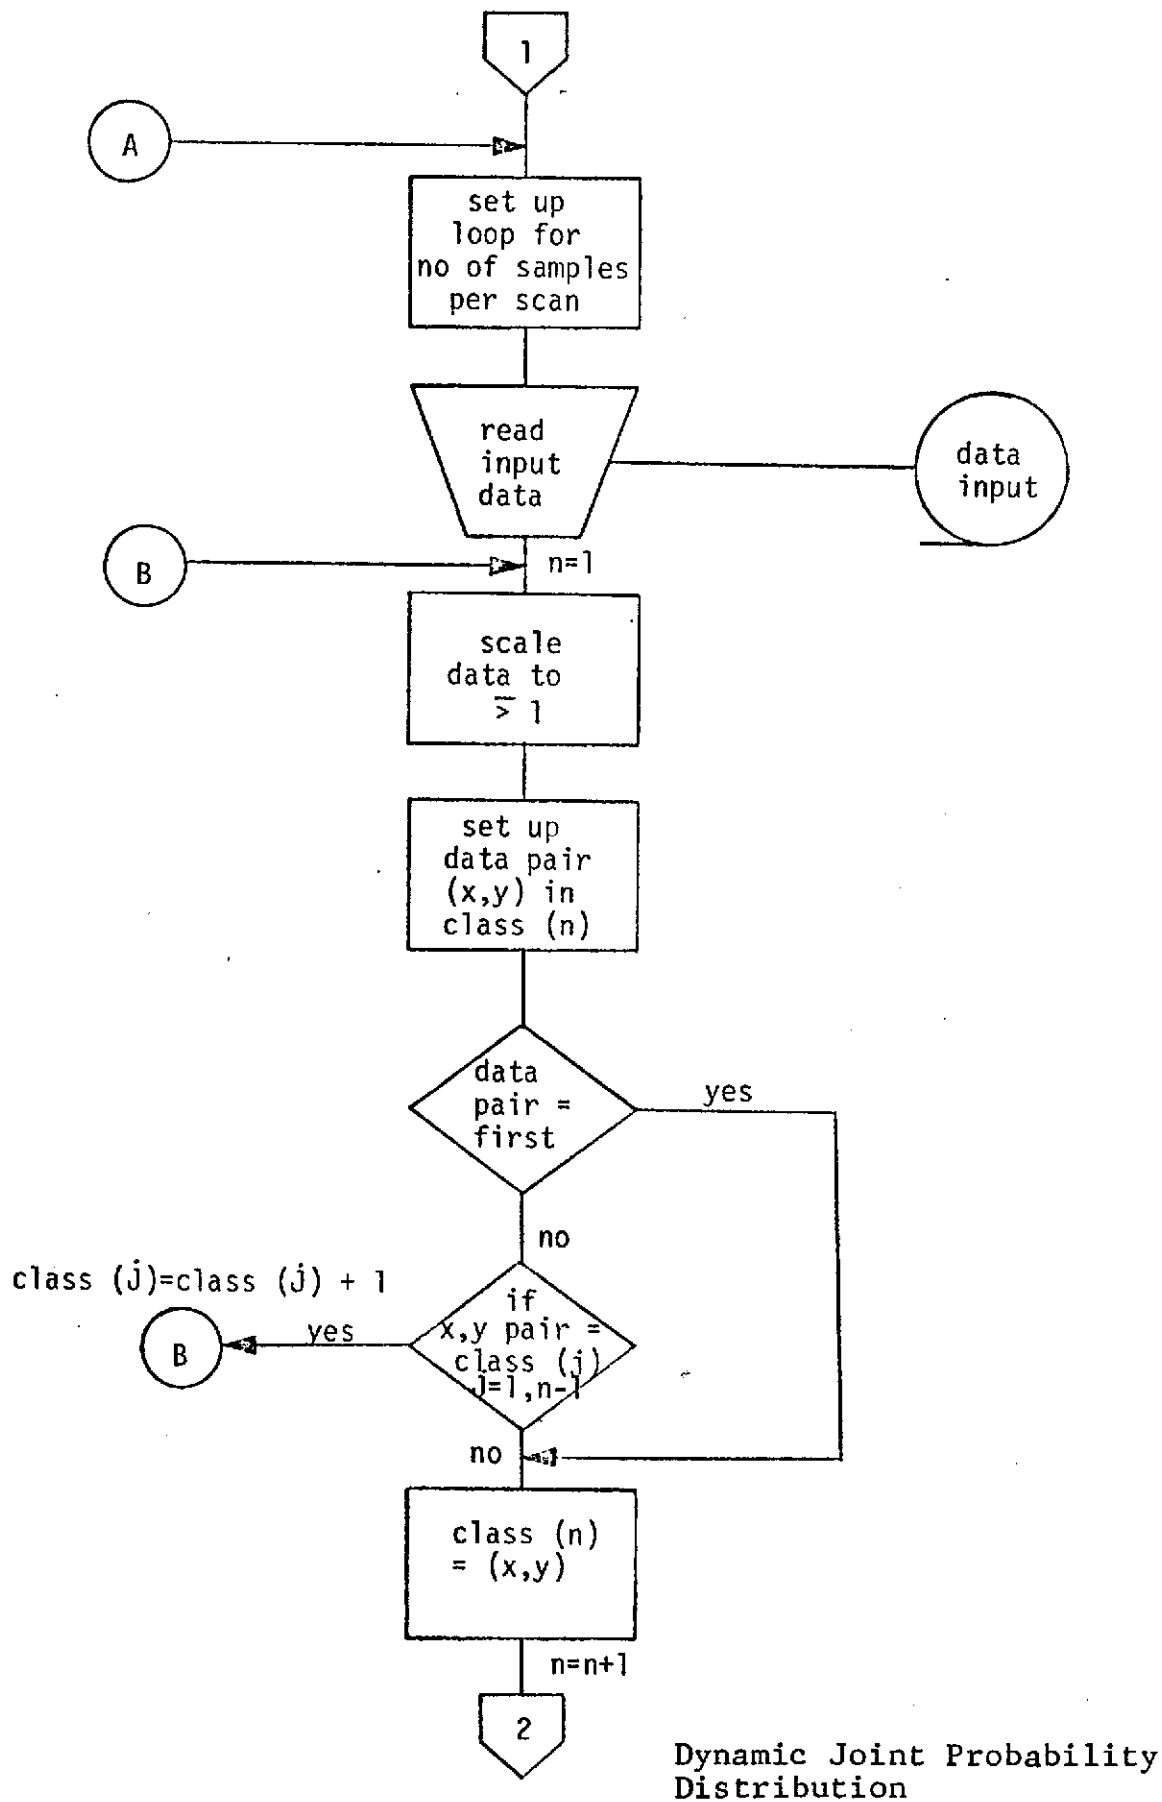 1
A
set up
loop for
no of samples
per scan
read
input
data
data
input
B
n=1
scale
data to
≥ 1
set up
data pair
(x,y) in
class (n)
data
pair =
first
yes
no
class (j)=class (j) + 1
if
x,y pair =
class (j)
J=1,n-1
yes
B
no
class (n)
= (x,y)
n=n+1
2
Dynamic Joint Probability
Distribution